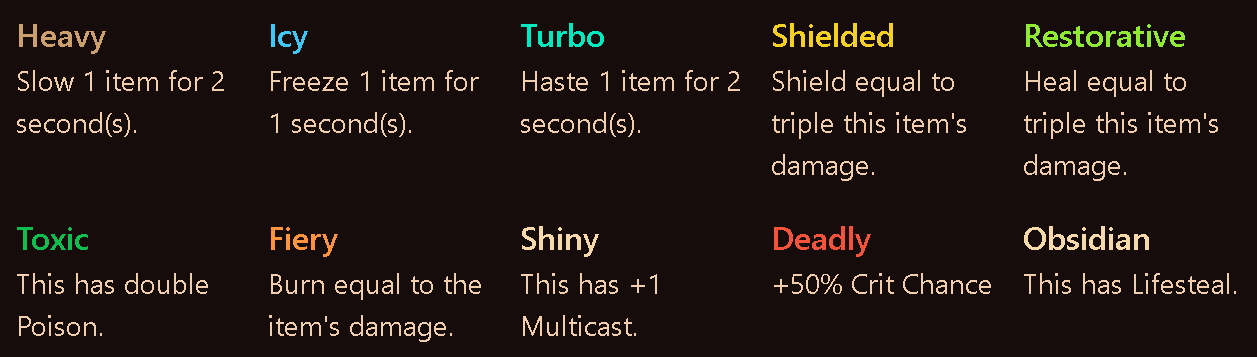 Heavy
Slow 1 item for 2
second(s).
Icy
Freeze 1 item for
1 second(s).
Turbo
Haste 1 item for 2
second(s).
Shielded
Shield equal to
triple this item's
damage.
Restorative
Heal equal to
triple this item's
damage.
Toxic
This has double
Poison.
Fiery
Burn equal to the
item's damage.
Shiny
This has +1
Multicast.
Deadly
+50% Crit Chance
Obsidian
This has Lifesteal.